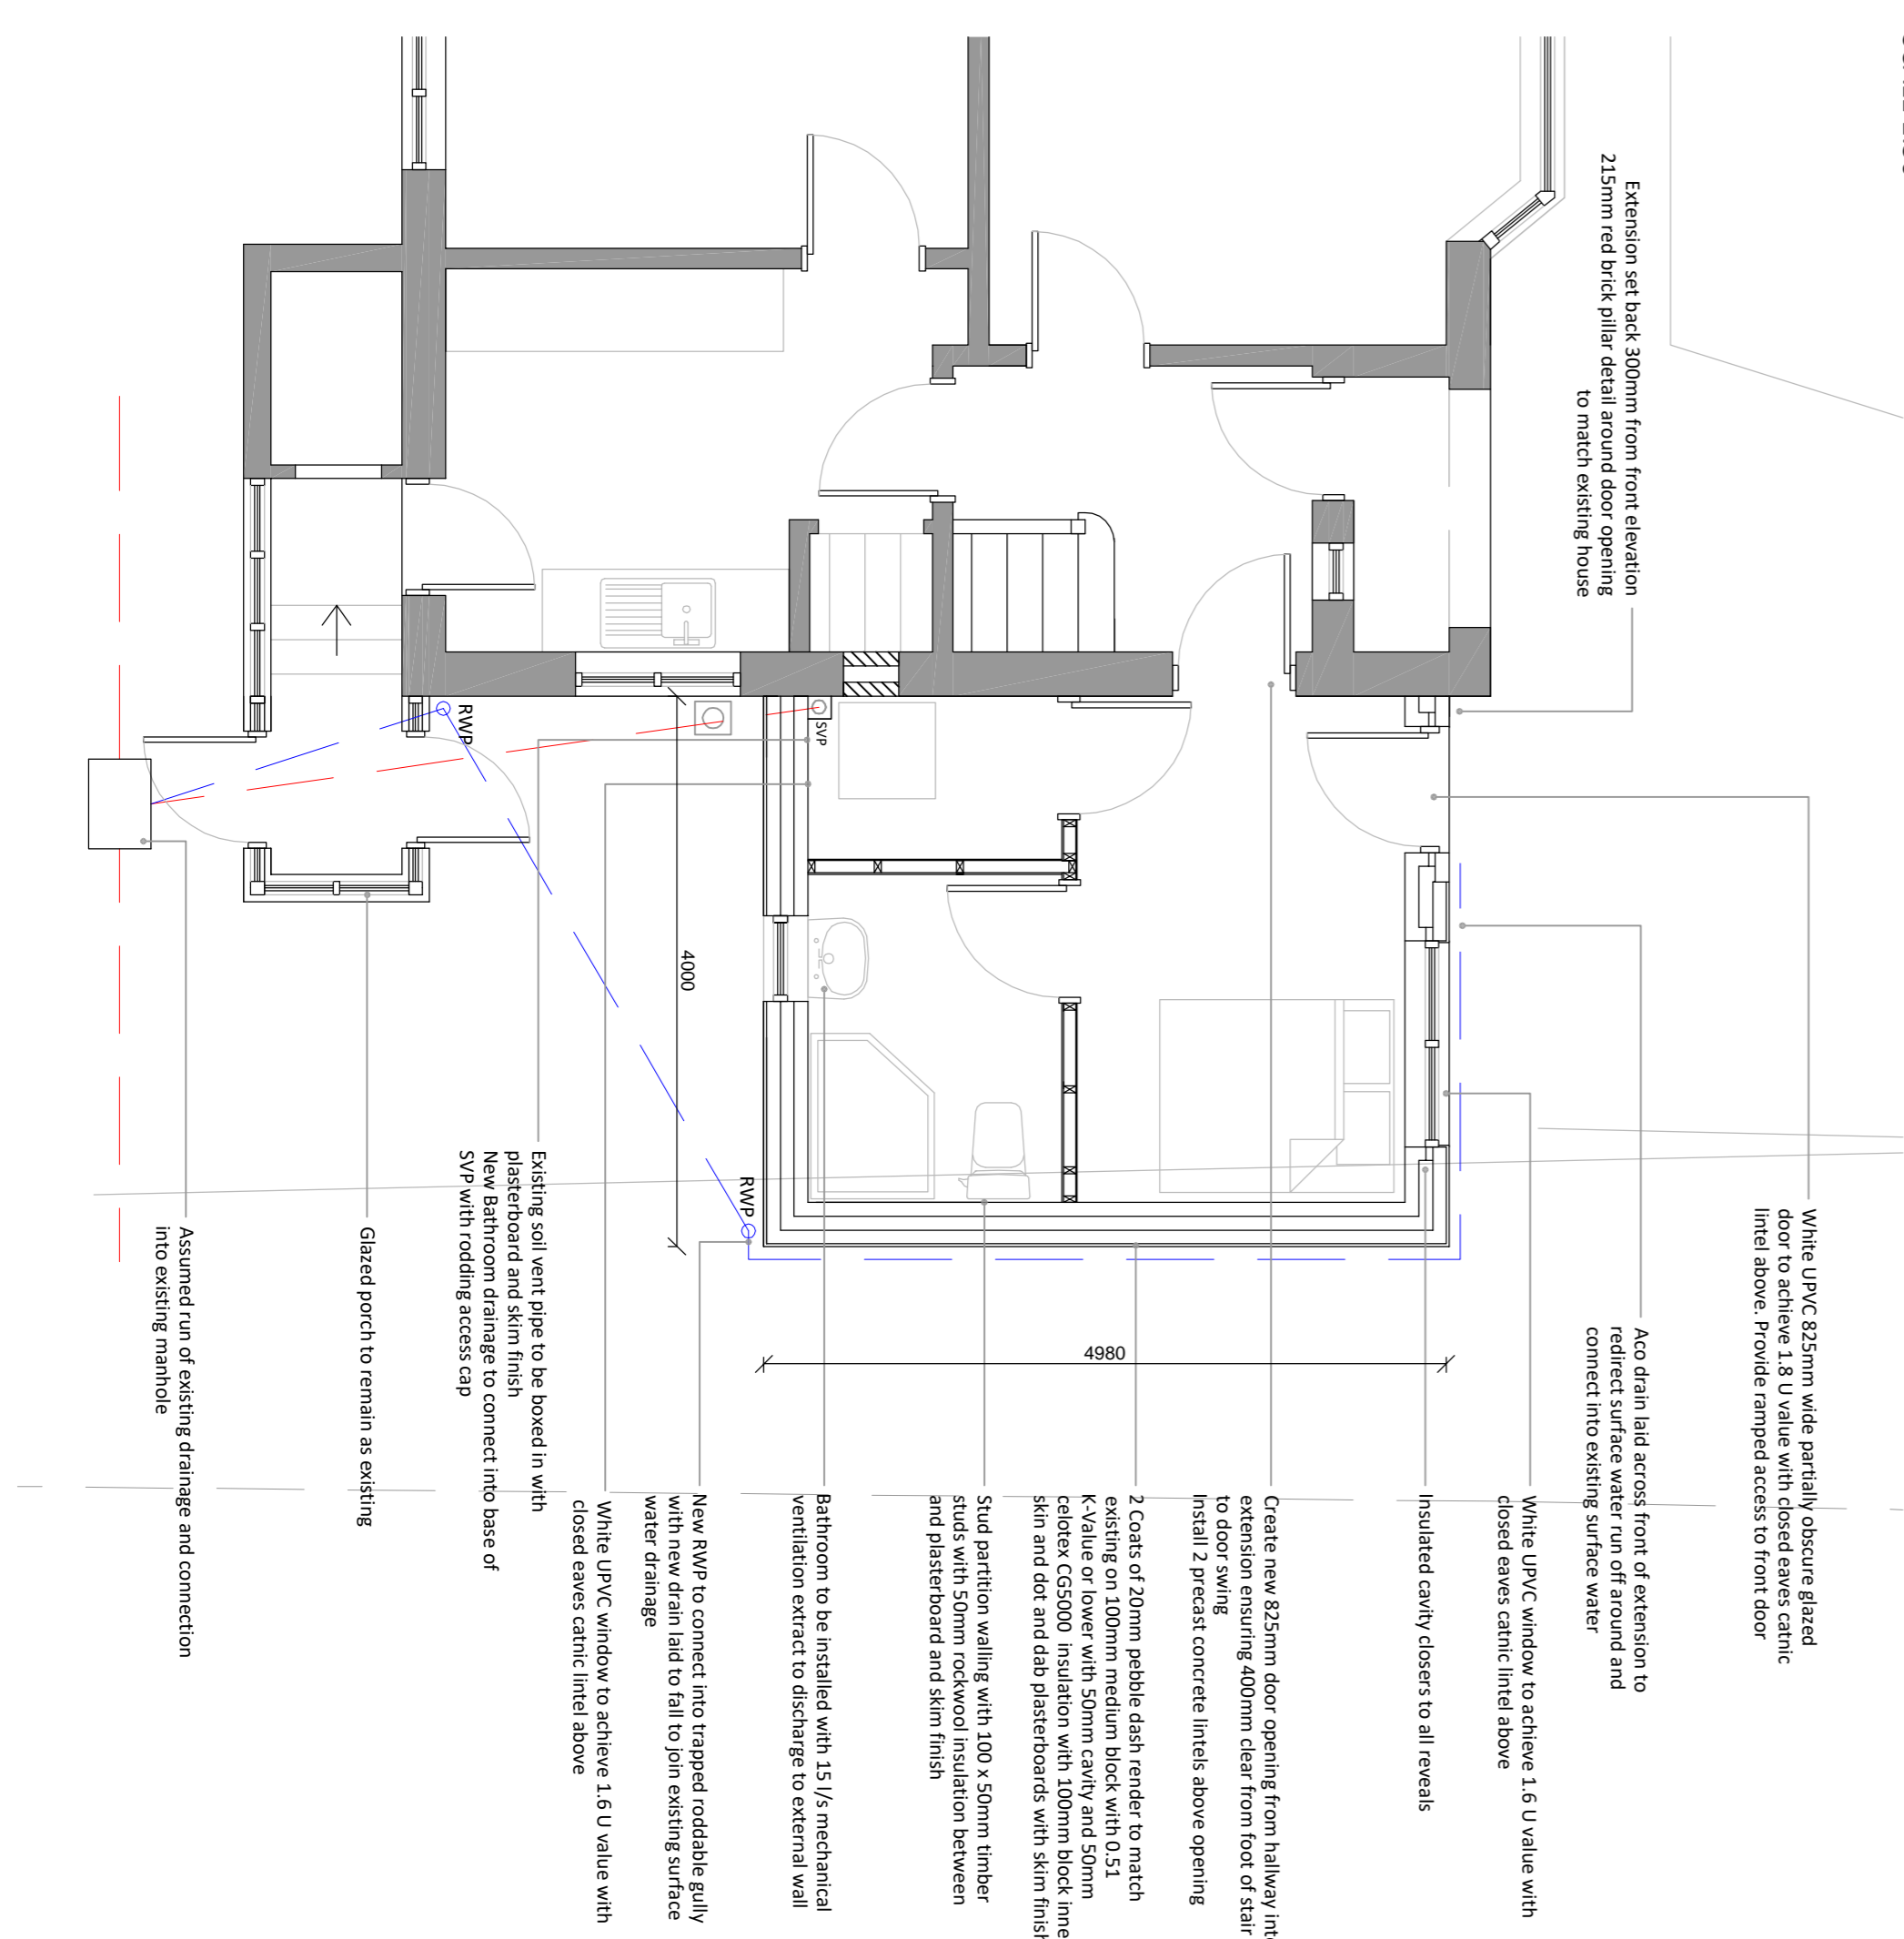 Extension set back 300mm from front elevation
215mm red brick pillar detail around door opening
to match existing house
White UPVC 825mm wide partially obscure glazed
door to achieve 1.8 U value with closed eaves catnic
lintel above. Provide ramped access to front door
Aco drain laid across front of extension to
redirect surface water run off around and
connect into existing surface water
White UPVC window to achieve 1.6 U value with
closed eaves catnic lintel above
Insulated cavity closers to all reveals
Create new 825mm door opening from hallway into
extension ensuring 400mm clear from foot of stair
to door swing
Install 2 precast concrete lintels above opening
2 Coats of 20mm pebble dash render to match
existing on 100mm medium block with 0.51
K-Value or lower with 50mm cavity and 50mm
celotex CG5000 insulation with 100mm block inne
skin and dot and dab plasterboards with skim finish
Stud partition walling with 100 x 50mm timber
studs with 50mm rockwool insulation between
and plasterboard and skim finish
Bathroom to be installed with 15 l/s mechanical
ventilation extract to discharge to external wall
New RWP to connect into trapped roddable gully
with new drain laid to fall to join existing surface
water drainage
White UPVC window to achieve 1.6 U value with
closed eaves catnic lintel above
Existing soil vent pipe to be boxed in with
plasterboard and skim finish
New Bathroom drainage to connect into base of
SVP with rodding access cap
Glazed porch to remain as existing
Assumed run of existing drainage and connection
into existing manhole
SVP
RWP
RWP
4000
4980